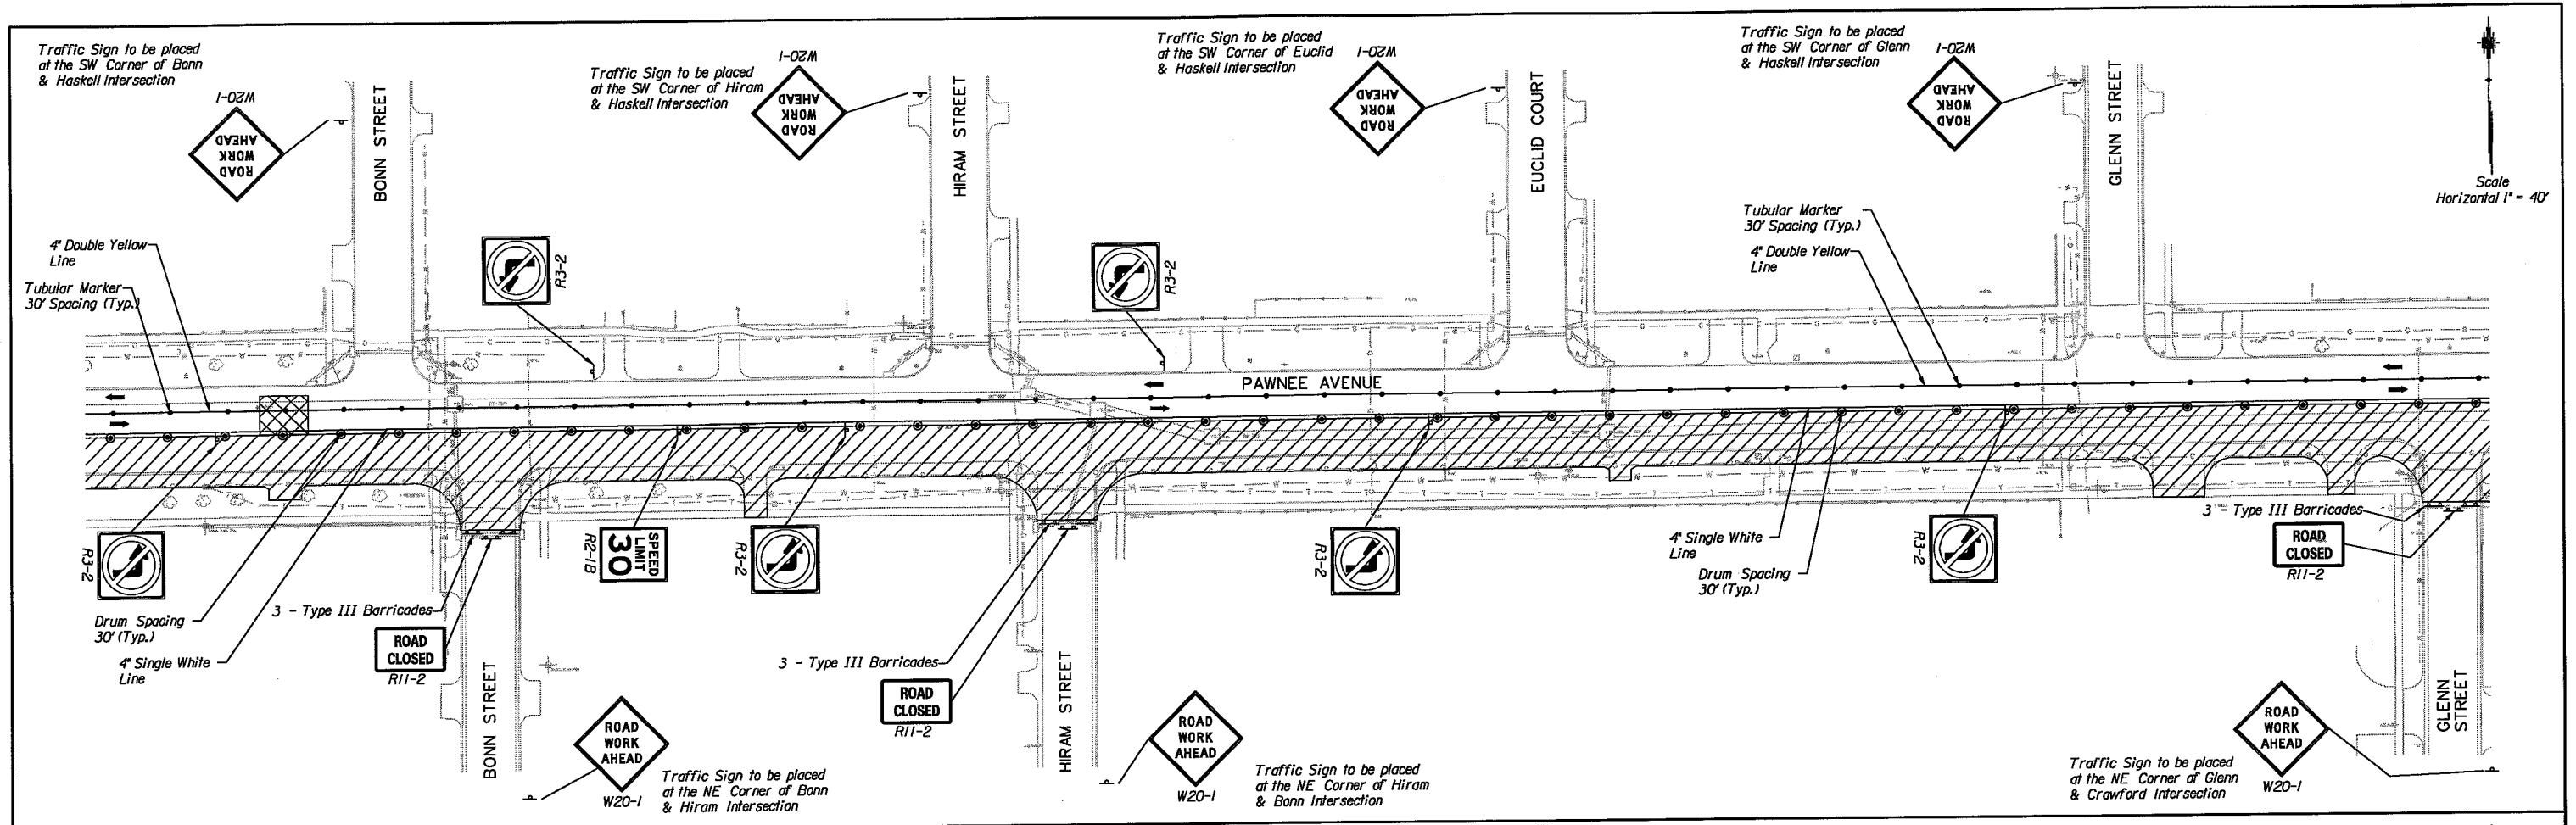 Traffic Sign to be placed
at the SW Corner of Bonn
& Haskell Intersection
W20-1
ROAD
WORK
AHEAD
BONN STREET
Traffic Sign to be placed
at the SW Corner of Hiram
& Haskell Intersection
W20-1
ROAD
WORK
AHEAD
HIRAM STREET
Traffic Sign to be placed
at the SW Corner of Euclid
& Haskell Intersection
W20-1
ROAD
WORK
AHEAD
EUCLID COURT
Traffic Sign to be placed
at the SW Corner of Glenn
& Haskell Intersection
W20-1
ROAD
WORK
AHEAD
GLENN STREET
Scale
Horizontal 1" = 40'
4" Double Yellow
Line
Tubular Marker
30' Spacing (Typ.)
R3-2
R3-2
Tubular Marker
30' Spacing (Typ.)
4" Double Yellow
Line
PAWNEE AVENUE
R3-2
Drum Spacing
30' (Typ.)
4" Single White
Line
3 - Type III Barricades
ROAD
CLOSED
R11-2
BONN STREET
SPEED
LIMIT
30
R2-1B
R3-2
3 - Type III Barricades
ROAD
CLOSED
R11-2
HIRAM STREET
R3-2
4" Single White
Line
Drum Spacing
30' (Typ.)
R3-2
3 - Type III Barricades
ROAD
CLOSED
R11-2
GLENN
STREET
ROAD
WORK
AHEAD
W20-1
Traffic Sign to be placed
at the NE Corner of Bonn
& Hiram Intersection
ROAD
WORK
AHEAD
W20-1
Traffic Sign to be placed
at the NE Corner of Hiram
& Bonn Intersection
Traffic Sign to be placed
at the NE Corner of Glenn
& Crawford Intersection
ROAD
WORK
AHEAD
W20-1